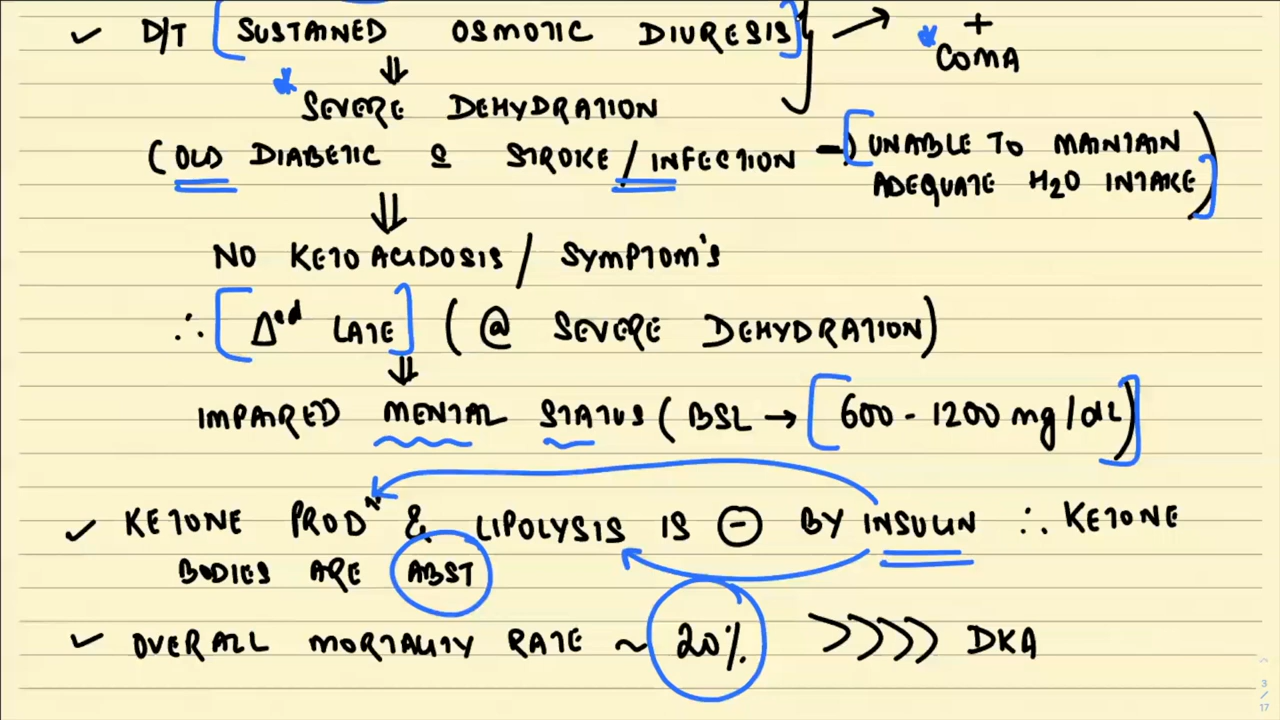 ✓ D/T [SUSTAINED OSMOTIC DIURESIS] → +
* COMA
⇓
* SEVERE DEHYDRATION
(OLD DIABETIC c̄ STROKE / INFECTION → [UNABLE TO MAINTAIN
ADEQUATE H2O INTAKE])
⇓
NO KETOACIDOSIS / SYMPTOM'S
∴ [Δed LATE] (@ SEVERE DEHYDRATION)
⇓
IMPAIRED MENTAL STATUS (BSL → [600 - 1200 mg/dL])
✓ KETONE PRODN & LIPOLYSIS IS ⊖ BY INSULIN ∴ KETONE
BODIES ARE ABST
✓ OVERALL MORTALITY RATE ~ 20% >>>> DKA
3
/
17